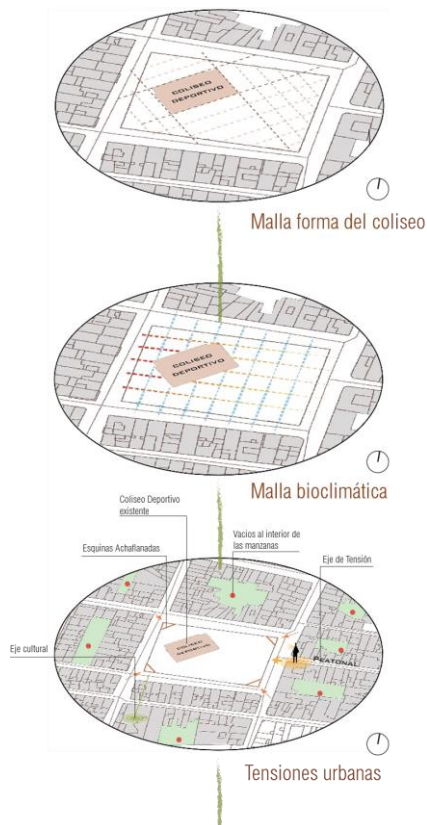 COLISEO
DEPORTIVO
Malla forma del coliseo
COLISEO
DEPORTIVO
Malla bioclimática
Coliseo Deportivo
existente
Esquinas Achaflanadas
Vacios al interior de
las manzanas
Eje de Tensión
Eje cultural
COLISEO
DEPORTIVO
PEATONAL
Tensiones urbanas